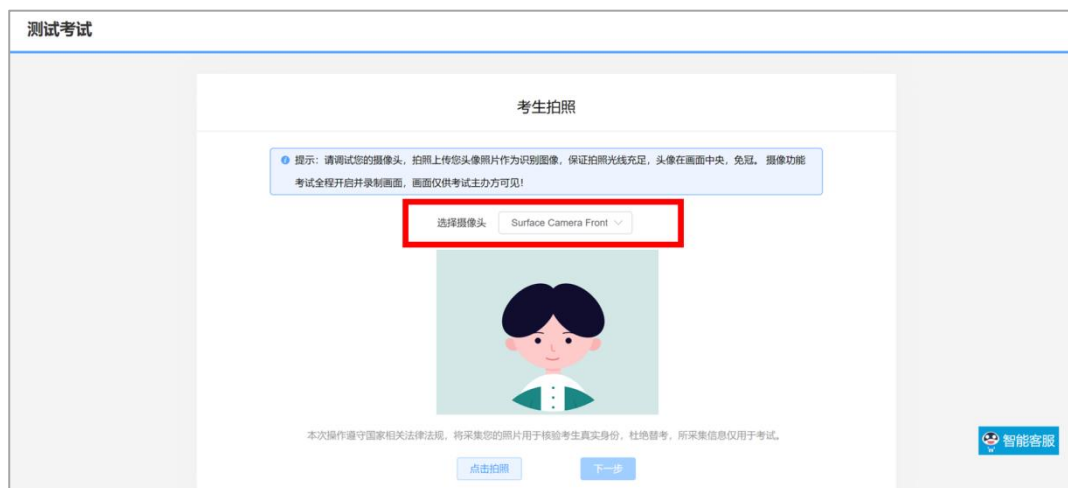 测试考试
考生拍照
提示：请调试您的摄像头，拍照上传您头像照片作为识别图像，保证拍照光线充足，头像在画面中央，免冠。 摄像功能
考试全程开启并录制画面，画面仅供考试主办方可见！
选择摄像头 Surface Camera Front
本次操作遵守国家相关法律法规，将采集您的照片用于核验考生真实身份，杜绝替考，所采集信息仅用于考试。
智能客服
点击拍照 下一步